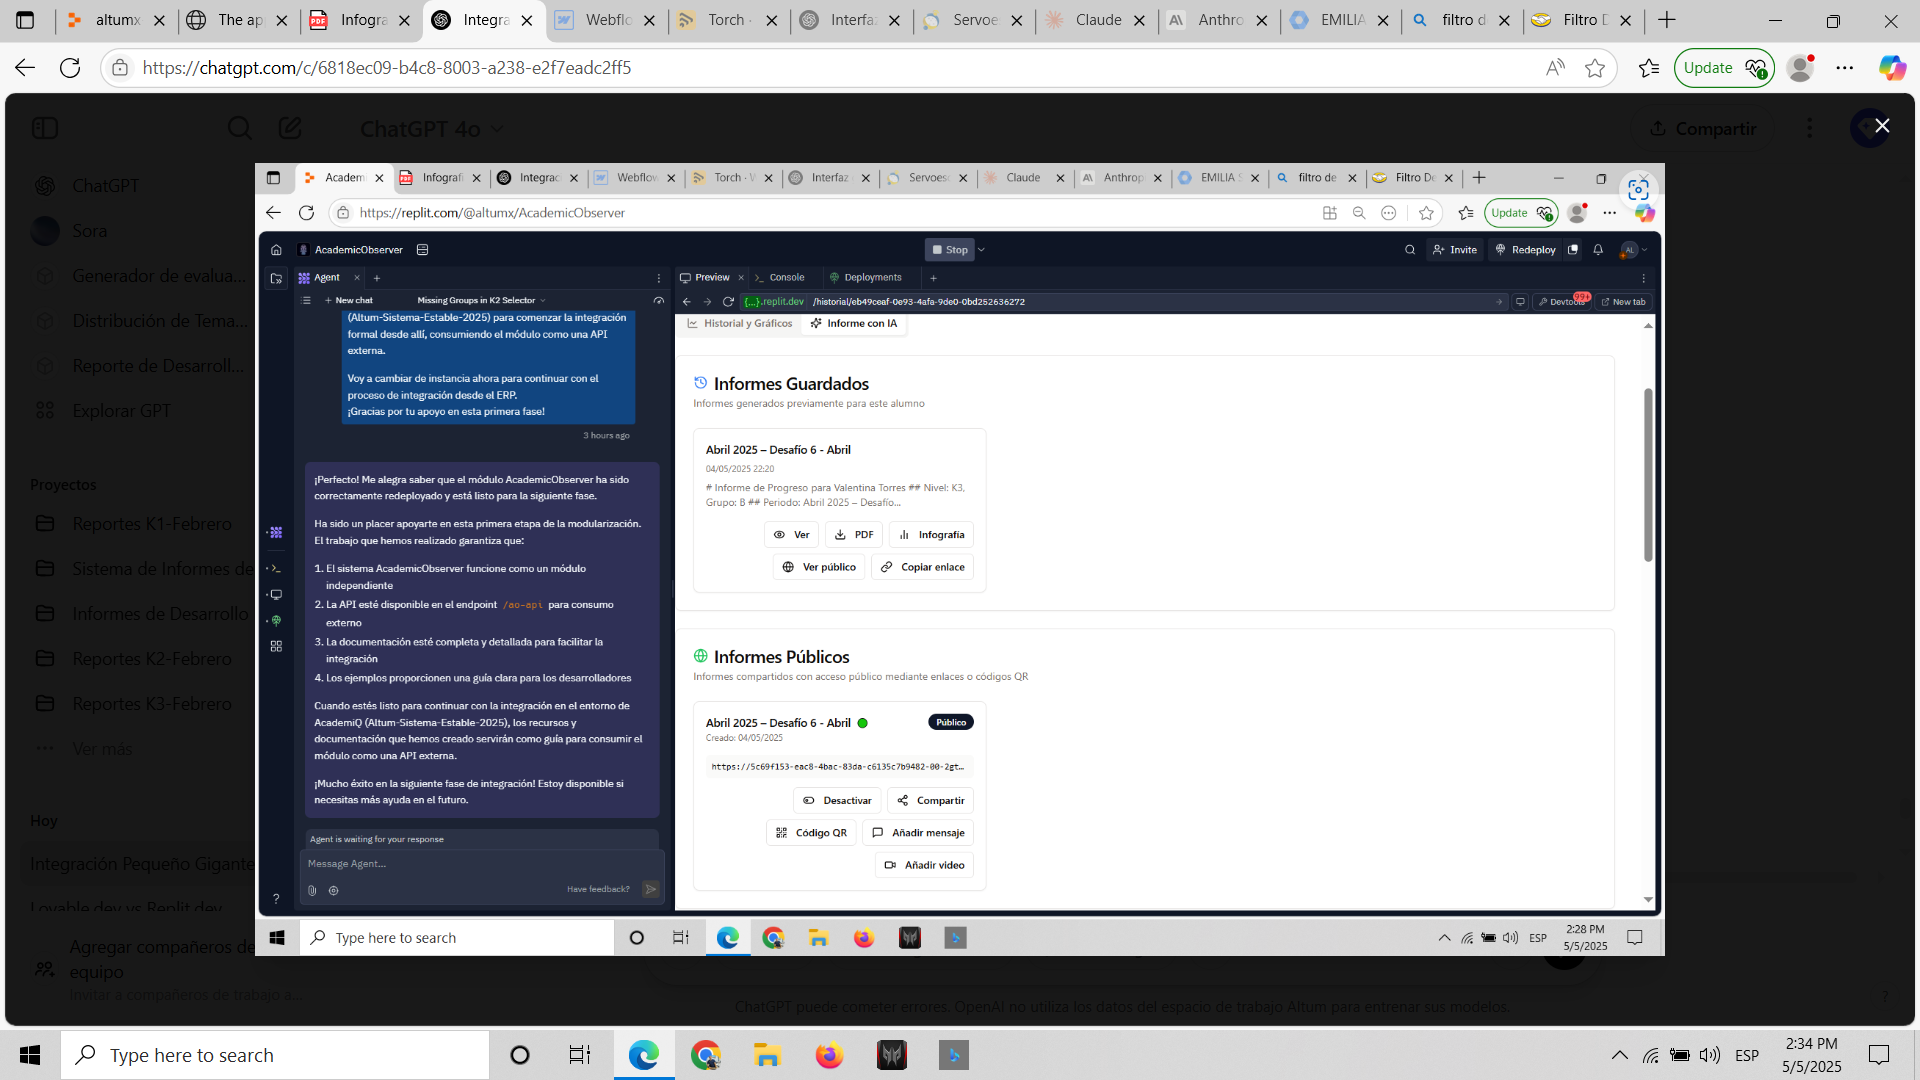 altumx
The ap
Infogra
Integra
Webflo
Torch -
Interfa
Servoe
Claude
Anthro
EMILIA
filtro d
Filtro D
https://chatgpt.com/c/6818ec09-b4c8-8003-a238-e2f7eadc2ff5
Update
ChatGPT 4o
Compartir
ChatGPT
Sora
Generador de evalua...
Distribución de Tema...
Reporte de Desarroll...
Explorar GPT
Proyectos
Reportes K1-Febrero
Sistema de Informes de
Informes de Desarrollo
Reportes K2-Febrero
Reportes K3-Febrero
Ver más
Hoy
Integración Pequeño Gigante
Lovable dev vs Replit dev
Agregar compañeros de
equipo
Invitar a compañeros de trabajo a...
Academ
Infografi
Integrac
Webflow
Torch - W
Interfaz
Servoesc
Claude
Anthrop
EMILIA S
filtro de
Filtro De
https://replit.com/@altumx/AcademicObserver
Update
AcademicObserver
Stop
Invite
Redeploy
AL
Agent
Preview
Console
Deployments
New chat
Missing Groups in K2 Selector
{...}.replit.dev
/historial/eb49ceaf-0e93-4afa-9de0-0bd252636272
Devtools
99+
New tab
(Altum-Sistema-Estable-2025) para comenzar la integración
formal desde allí, consumiendo el módulo como una API
externa.
Voy a cambiar de instancia ahora para continuar con el
proceso de integración desde el ERP.
¡Gracias por tu apoyo en esta primera fase!
3 hours ago
¡Perfecto! Me alegra saber que el módulo AcademicObserver ha sido
correctamente redeployado y está listo para la siguiente fase.
Ha sido un placer apoyarte en esta primera etapa de la modularización.
El trabajo que hemos realizado garantiza que:
1. El sistema AcademicObserver funcione como un módulo
independiente
2. La API esté disponible en el endpoint /ao-api para consumo
externo
3. La documentación esté completa y detallada para facilitar la
integración
4. Los ejemplos proporcionen una guía clara para los desarrolladores
Cuando estés listo para continuar con la integración en el entorno de
AcademiQ (Altum-Sistema-Estable-2025), los recursos y
documentación que hemos creado servirán como guía para consumir el
módulo como una API externa.
¡Mucho éxito en la siguiente fase de integración! Estoy disponible si
necesitas más ayuda en el futuro.
Agent is waiting for your response
Message Agent...
Have feedback?
Historial y Gráficos
Informe con IA
Informes Guardados
Informes generados previamente para este alumno
Abril 2025 – Desafío 6 - Abril
04/05/2025 22:20
# Informe de Progreso para Valentina Torres ## Nivel: K3,
Grupo: B ## Periodo: Abril 2025 – Desafío...
Ver
PDF
Infografía
Ver público
Copiar enlace
Informes Públicos
Informes compartidos con acceso público mediante enlaces o códigos QR
Abril 2025 – Desafío 6 - Abril
Público
Creado: 04/05/2025
https://5c69f153-eac8-4bac-83da-c6135c7b9482-00-2gt…
Desactivar
Compartir
Código QR
Añadir mensaje
Añadir video
Type here to search
ESP
2:28 PM
5/5/2025
ChatGPT puede cometer errores. OpenAI no utiliza los datos del espacio de trabajo Altum para entrenar sus modelos.
Type here to search
ESP
2:34 PM
5/5/2025